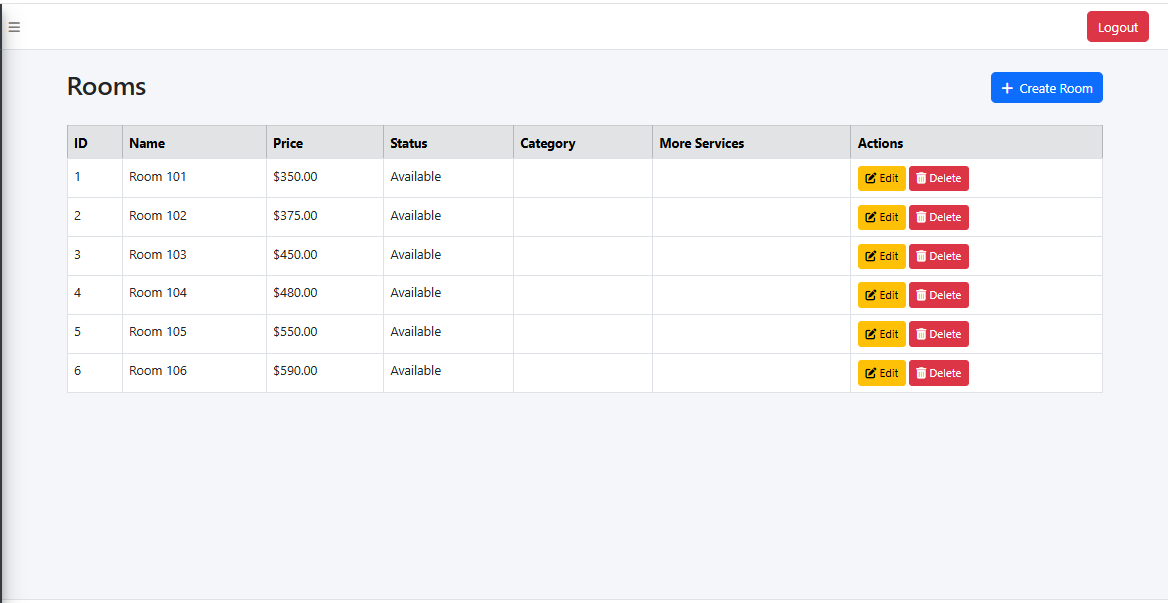 Logout
Rooms
Create Room
ID Name Price Status Category More Services Actions
1 Room 101 $350.00 Available Edit Delete
2 Room 102 $375.00 Available Edit Delete
3 Room 103 $450.00 Available Edit Delete
4 Room 104 $480.00 Available Edit Delete
5 Room 105 $550.00 Available Edit Delete
6 Room 106 $590.00 Available Edit Delete